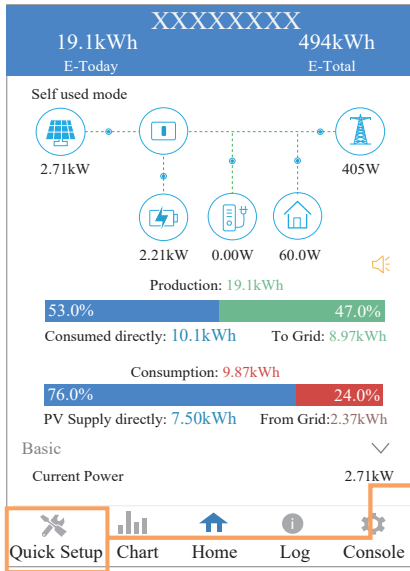 XXXXXXXX
19.1kWh 494kWh
E-Today E-Total
Self used mode
2.71kW 405W
2.21kW 0.00W 60.0W
Production: 19.1kWh
53.0% 47.0%
Consumed directly: 10.1kWh To Grid: 8.97kWh
Consumption: 9.87kWh
76.0% 24.0%
PV Supply directly: 7.50kWh From Grid:2.37kWh
Basic
Current Power 2.71kW
Quick Setup Chart Home Log Console